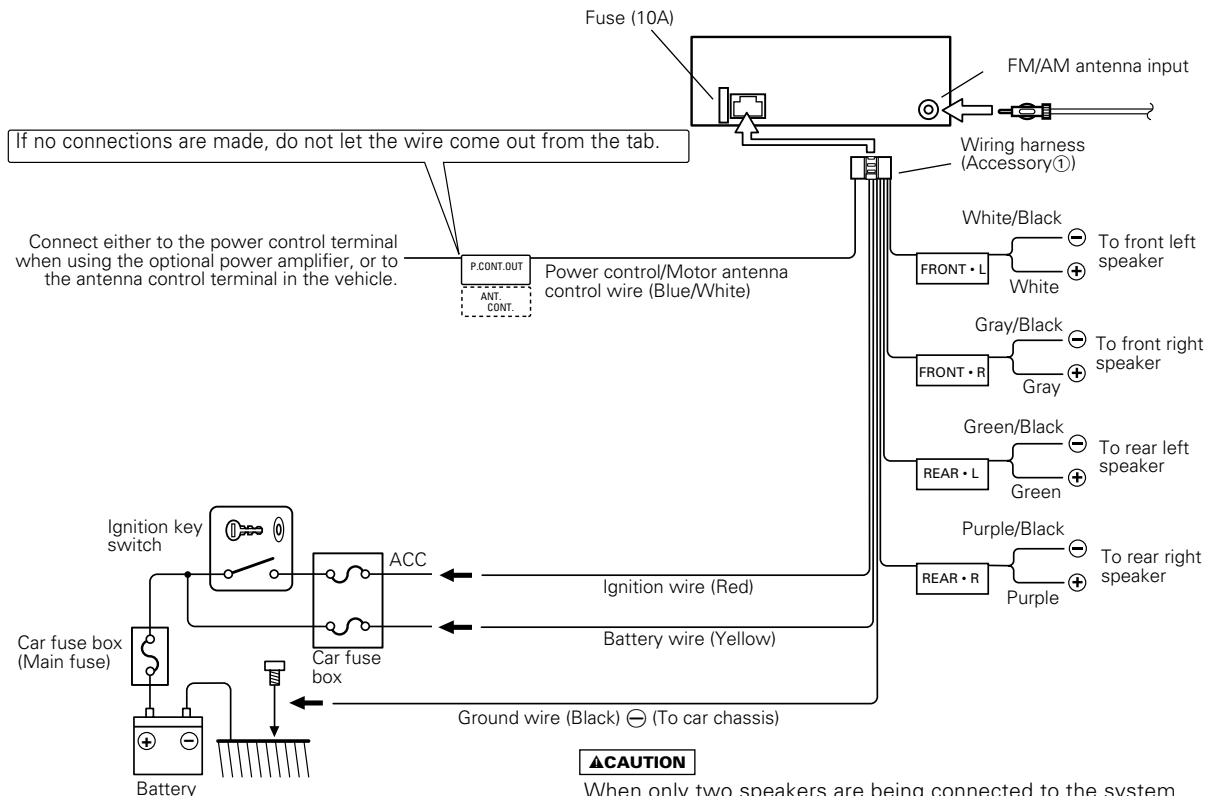 Fuse (10A)
FM/AM antenna input
If no connections are made, do not let the wire come out from the tab.
Wiring harness
(Accessory①)
White/Black
⊖
To front left
speaker
FRONT • L
⊕
White
Connect either to the power control terminal
when using the optional power amplifier, or to
the antenna control terminal in the vehicle.
P.CONT.OUT
ANT.
CONT.
Power control/Motor antenna
control wire (Blue/White)
Gray/Black
⊖
To front right
speaker
FRONT • R
⊕
Gray
Green/Black
⊖
To rear left
speaker
REAR • L
⊕
Green
Purple/Black
⊖
To rear right
speaker
REAR • R
⊕
Purple
Ignition key
switch
ACC
Ignition wire (Red)
Battery wire (Yellow)
Car fuse box
(Main fuse)
Car fuse
box
Ground wire (Black) ⊖ (To car chassis)
⊕ ⊖
Battery
▲CAUTION
When only two speakers are being connected to the system